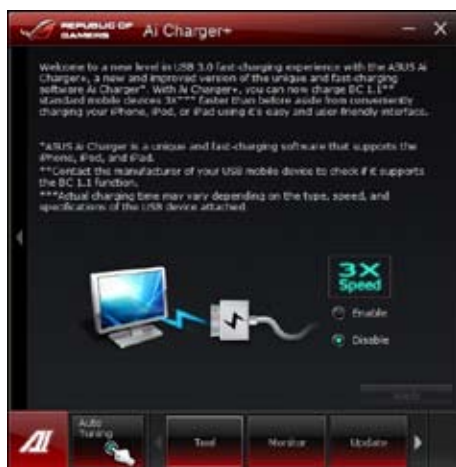 REPUBLIC OF
GAMERS
Ai Charger+
Welcome to a new level in USB 3.0 fast-charging experience with the ASUS Ai
Charger+, a new and improved version of the unique and fast-charging
software Ai Charger*. With Ai Charger+, you can now charge BC 1.1**
standard mobile devices 3X*** faster than before aside from conveniently
charging your iPhone, iPod, or iPad using it's easy and user friendly interface.
*ASUS Ai Charger is a unique and fast-charging software that supports the
iPhone, iPod, and iPad.
**Contact the manufacturer of your USB mobile device to check if it supports
the BC 1.1 function.
***Actual charging time may vary depending on the type, speed, and
specifications of the USB device attached
3X
Speed
Enable
Disable
Auto
Tuning
Tool
Monitor
Update